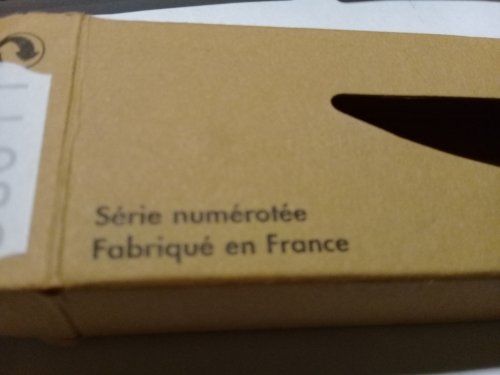 Série numérotée
Fabriqué en France